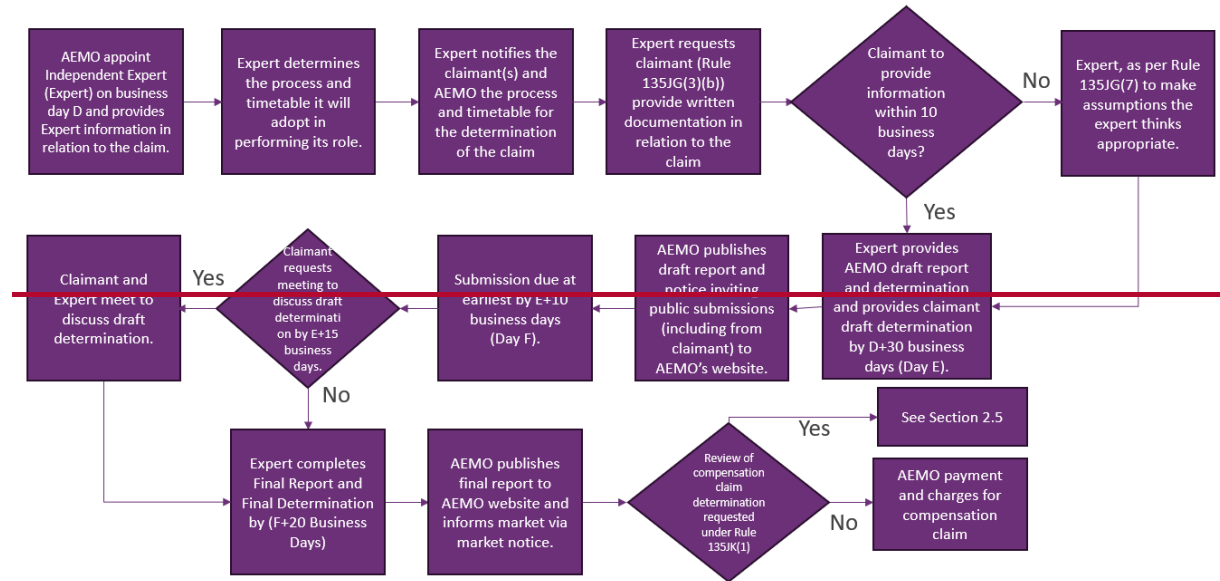 AEMO appoint
Independent Expert
(Expert) on business
day D and provides
Expert information in
relation to the claim.
Expert determines
the process and
timetable it will
adopt in
performing its role.
Expert notifies the
claimant(s) and
AEMO the process
and timetable for
the determination
of the claim
Expert requests
claimant (Rule
135JG(3)(b))
provide written
documentation in
relation to the
claim
Claimant to
provide
information
within 10
business
days?
No
Expert, as per Rule
135JG(7) to make
assumptions the
expert thinks
appropriate.
Yes
Expert provides
AEMO draft report
and determination
and provides claimant
draft determination
by D+30 business
days (Day E).
AEMO publishes
draft report and
notice inviting
public submissions
(including from
claimant) to
AEMO's website.
Submission due at
earliest by E+10
business days
(Day F).
Claimant
requests
meeting to
discuss draft
determinati
on by E+15
business
days.
Yes
Claimant and
Expert meet to
discuss draft
determination.
No
Expert completes
Final Report and
Final Determination
by (F+20 Business
Days)
AEMO publishes
final report to
AEMO website and
informs market via
market notice.
Review of
compensation
claim
determination
requested
under Rule
135JK(1)
Yes
See Section 2.5
No
AEMO payment
and charges for
compensation
claim